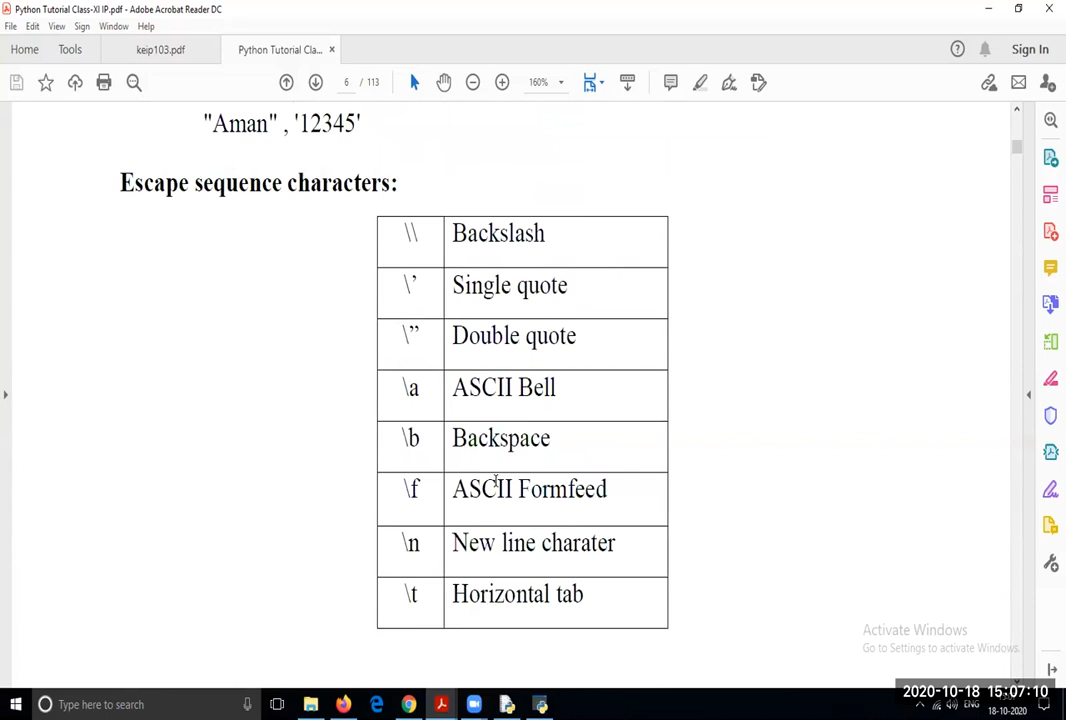 Python Tutorial Class-XI IP.pdf - Adobe Acrobat Reader DC
File Edit View Sign Window Help
Home Tools keip103.pdf Python Tutorial Cla... × Sign In
6 / 113 160%
"Aman" , '12345'
Escape sequence characters:
\\ Backslash
\’ Single quote
\” Double quote
\a ASCII Bell
\b Backspace
\f ASCII Formfeed
\n New line charater
\t Horizontal tab
Activate Windows
Go to Settings to activate Windows.
Type here to search
2020-10-18 15:07:10
ENG
18-10-2020